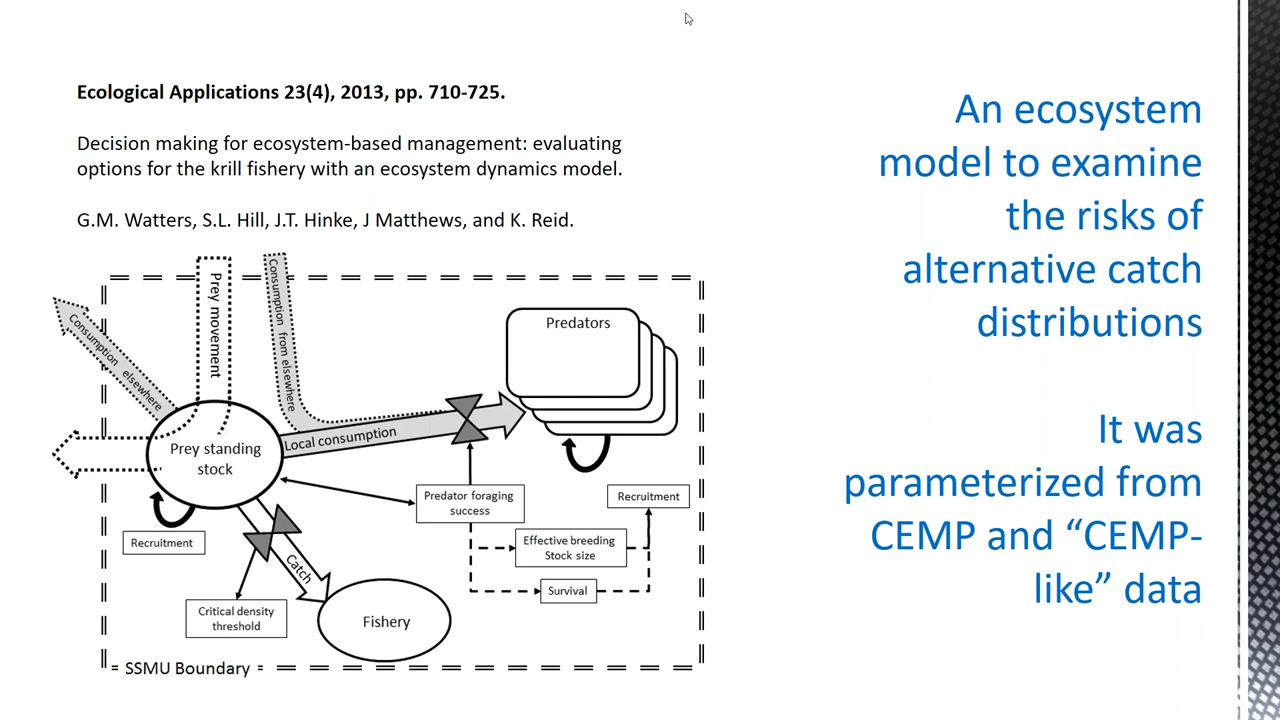 Ecological Applications 23(4), 2013, pp. 710-725.
Decision making for ecosystem-based management: evaluating
options for the krill fishery with an ecosystem dynamics model.
G.M. Watters, S.L. Hill, J.T. Hinke, J Matthews, and K. Reid.
Consumption elsewhere
Prey movement
Consumption from elsewhere
Predators
Local consumption
Prey standing
stock
Predator foraging
success
Recruitment
Recruitment
Effective breeding
Stock size
Catch
Survival
Critical density
threshold
Fishery
SSMU Boundary
An ecosystem
model to examine
the risks of
alternative catch
distributions
It was
parameterized from
CEMP and “CEMP-
like” data